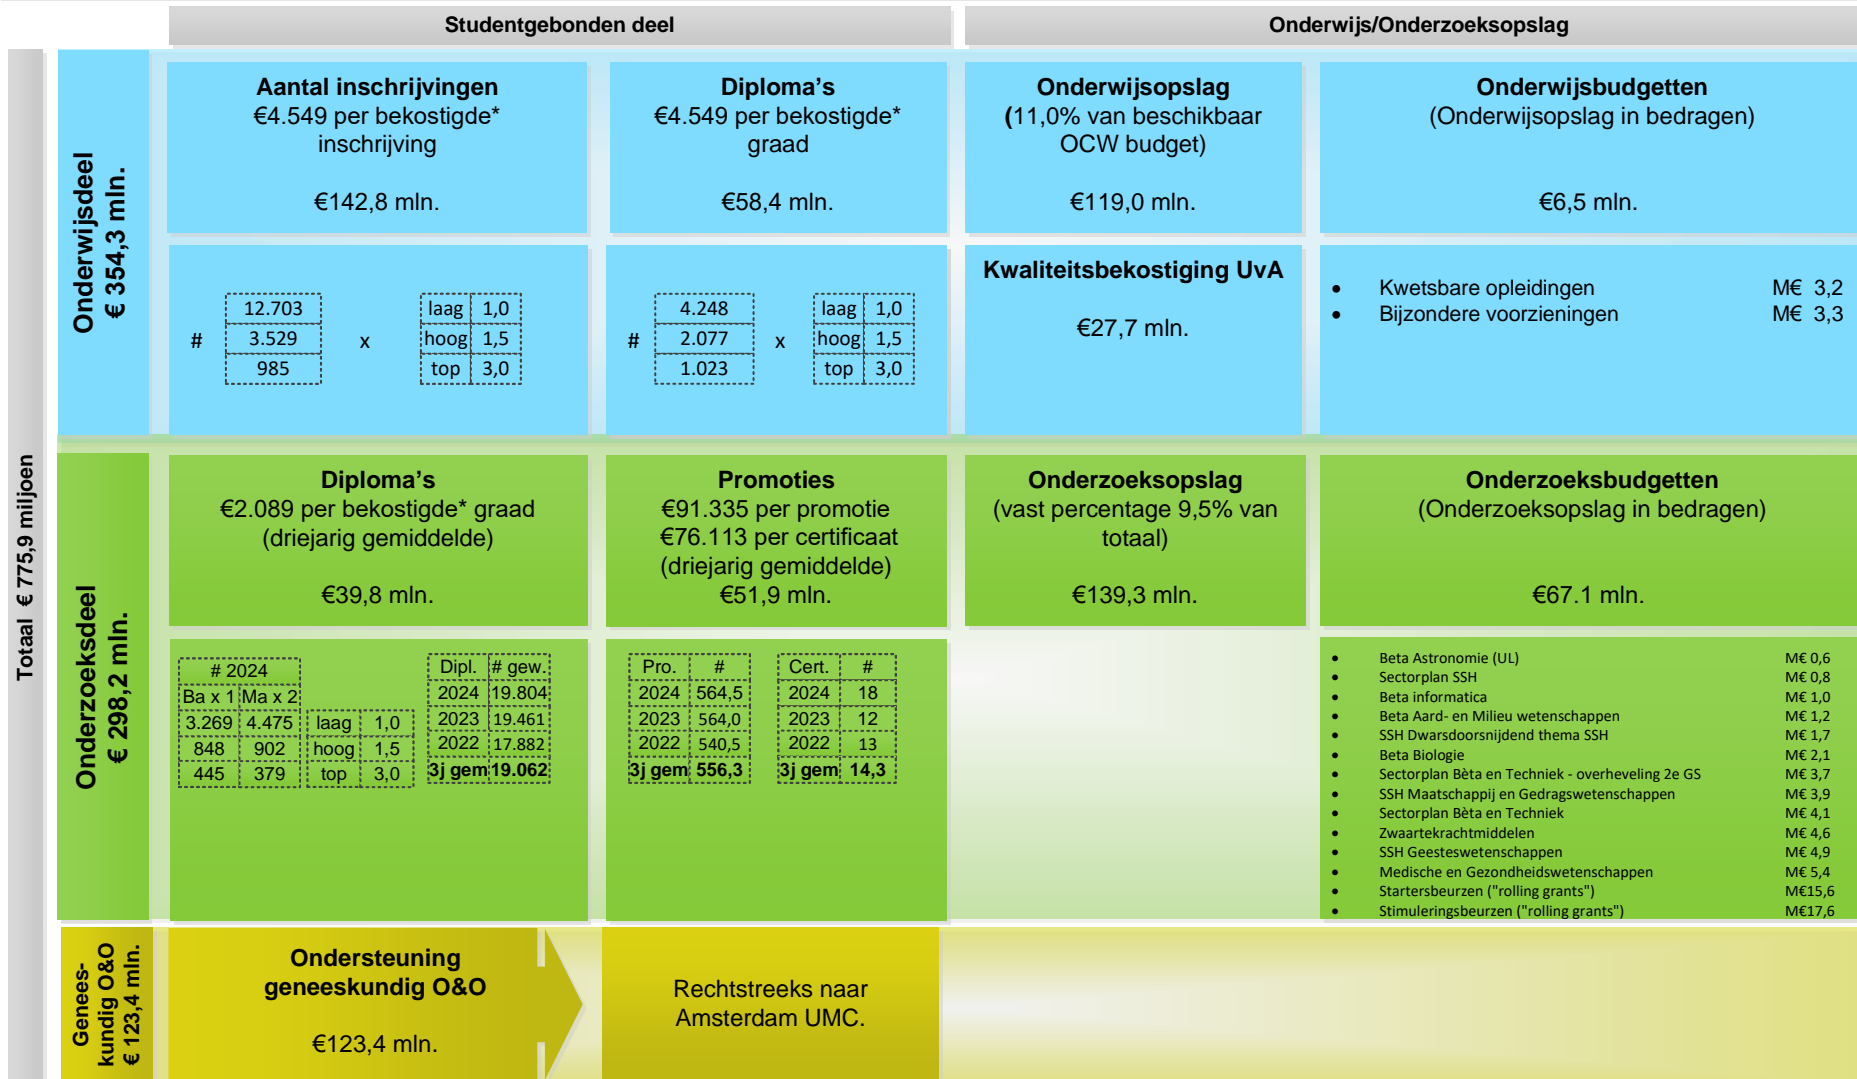 Studentgebonden deel
Onderwijs/Onderzoeksopslag
Totaal € 775,9 miljoen
Onderwijsdeel
€ 354,3 mln.
Aantal inschrijvingen
€4.549 per bekostigde*
inschrijving
€142,8 mln.
Diploma's
€4.549 per bekostigde*
graad
€58,4 mln.
Onderwijsopslag
(11,0% van beschikbaar
OCW budget)
€119,0 mln.
Onderwijsbudgetten
(Onderwijsopslag in bedragen)
€6,5 mln.
12.703 laag 1,0
# 3.529 x hoog 1,5
985 top 3,0
4.248 laag 1,0
# 2.077 x hoog 1,5
1.023 top 3,0
Kwaliteitsbekostiging UvA
€27,7 mln.
• Kwetsbare opleidingen M€ 3,2
• Bijzondere voorzieningen M€ 3,3
Onderzoeksdeel
€ 298,2 mln.
Diploma's
€2.089 per bekostigde* graad
(driejarig gemiddelde)
€39,8 mln.
Promoties
€91.335 per promotie
€76.113 per certificaat
(driejarig gemiddelde)
€51,9 mln.
Onderzoeksopslag
(vast percentage 9,5% van
totaal)
€139,3 mln.
Onderzoeksbudgetten
(Onderzoeksopslag in bedragen)
€67.1 mln.
# 2024
Ba x 1 Ma x 2
3.269 4.475 laag 1,0
848 902 hoog 1,5
445 379 top 3,0
Dipl. # gew.
2024 19.804
2023 19.461
2022 17.882
3j gem 19.062
Pro. #
2024 564,5
2023 564,0
2022 540,5
3j gem 556,3
Cert. #
2024 18
2023 12
2022 13
3j gem 14,3
• Beta Astronomie (UL) M€ 0,6
• Sectorplan SSH M€ 0,8
• Beta informatica M€ 1,0
• Beta Aard- en Milieu wetenschappen M€ 1,2
• SSH Dwarsdoorsnijdend thema SSH M€ 1,7
• Beta Biologie M€ 2,1
• Sectorplan Bèta en Techniek - overheveling 2e GS M€ 3,7
• SSH Maatschappij en Gedragswetenschappen M€ 3,9
• Sectorplan Bèta en Techniek M€ 4,1
• Zwaartekrachtmiddelen M€ 4,6
• SSH Geesteswetenschappen M€ 4,9
• Medische en Gezondheidswetenschappen M€ 5,4
• Startersbeurzen ("rolling grants") M€15,6
• Stimuleringsbeurzen ("rolling grants") M€17,6
Genees-
kundig O&O
€ 123,4 mln.
Ondersteuning
geneeskundig O&O
€123,4 mln.
Rechtstreeks naar
Amsterdam UMC.